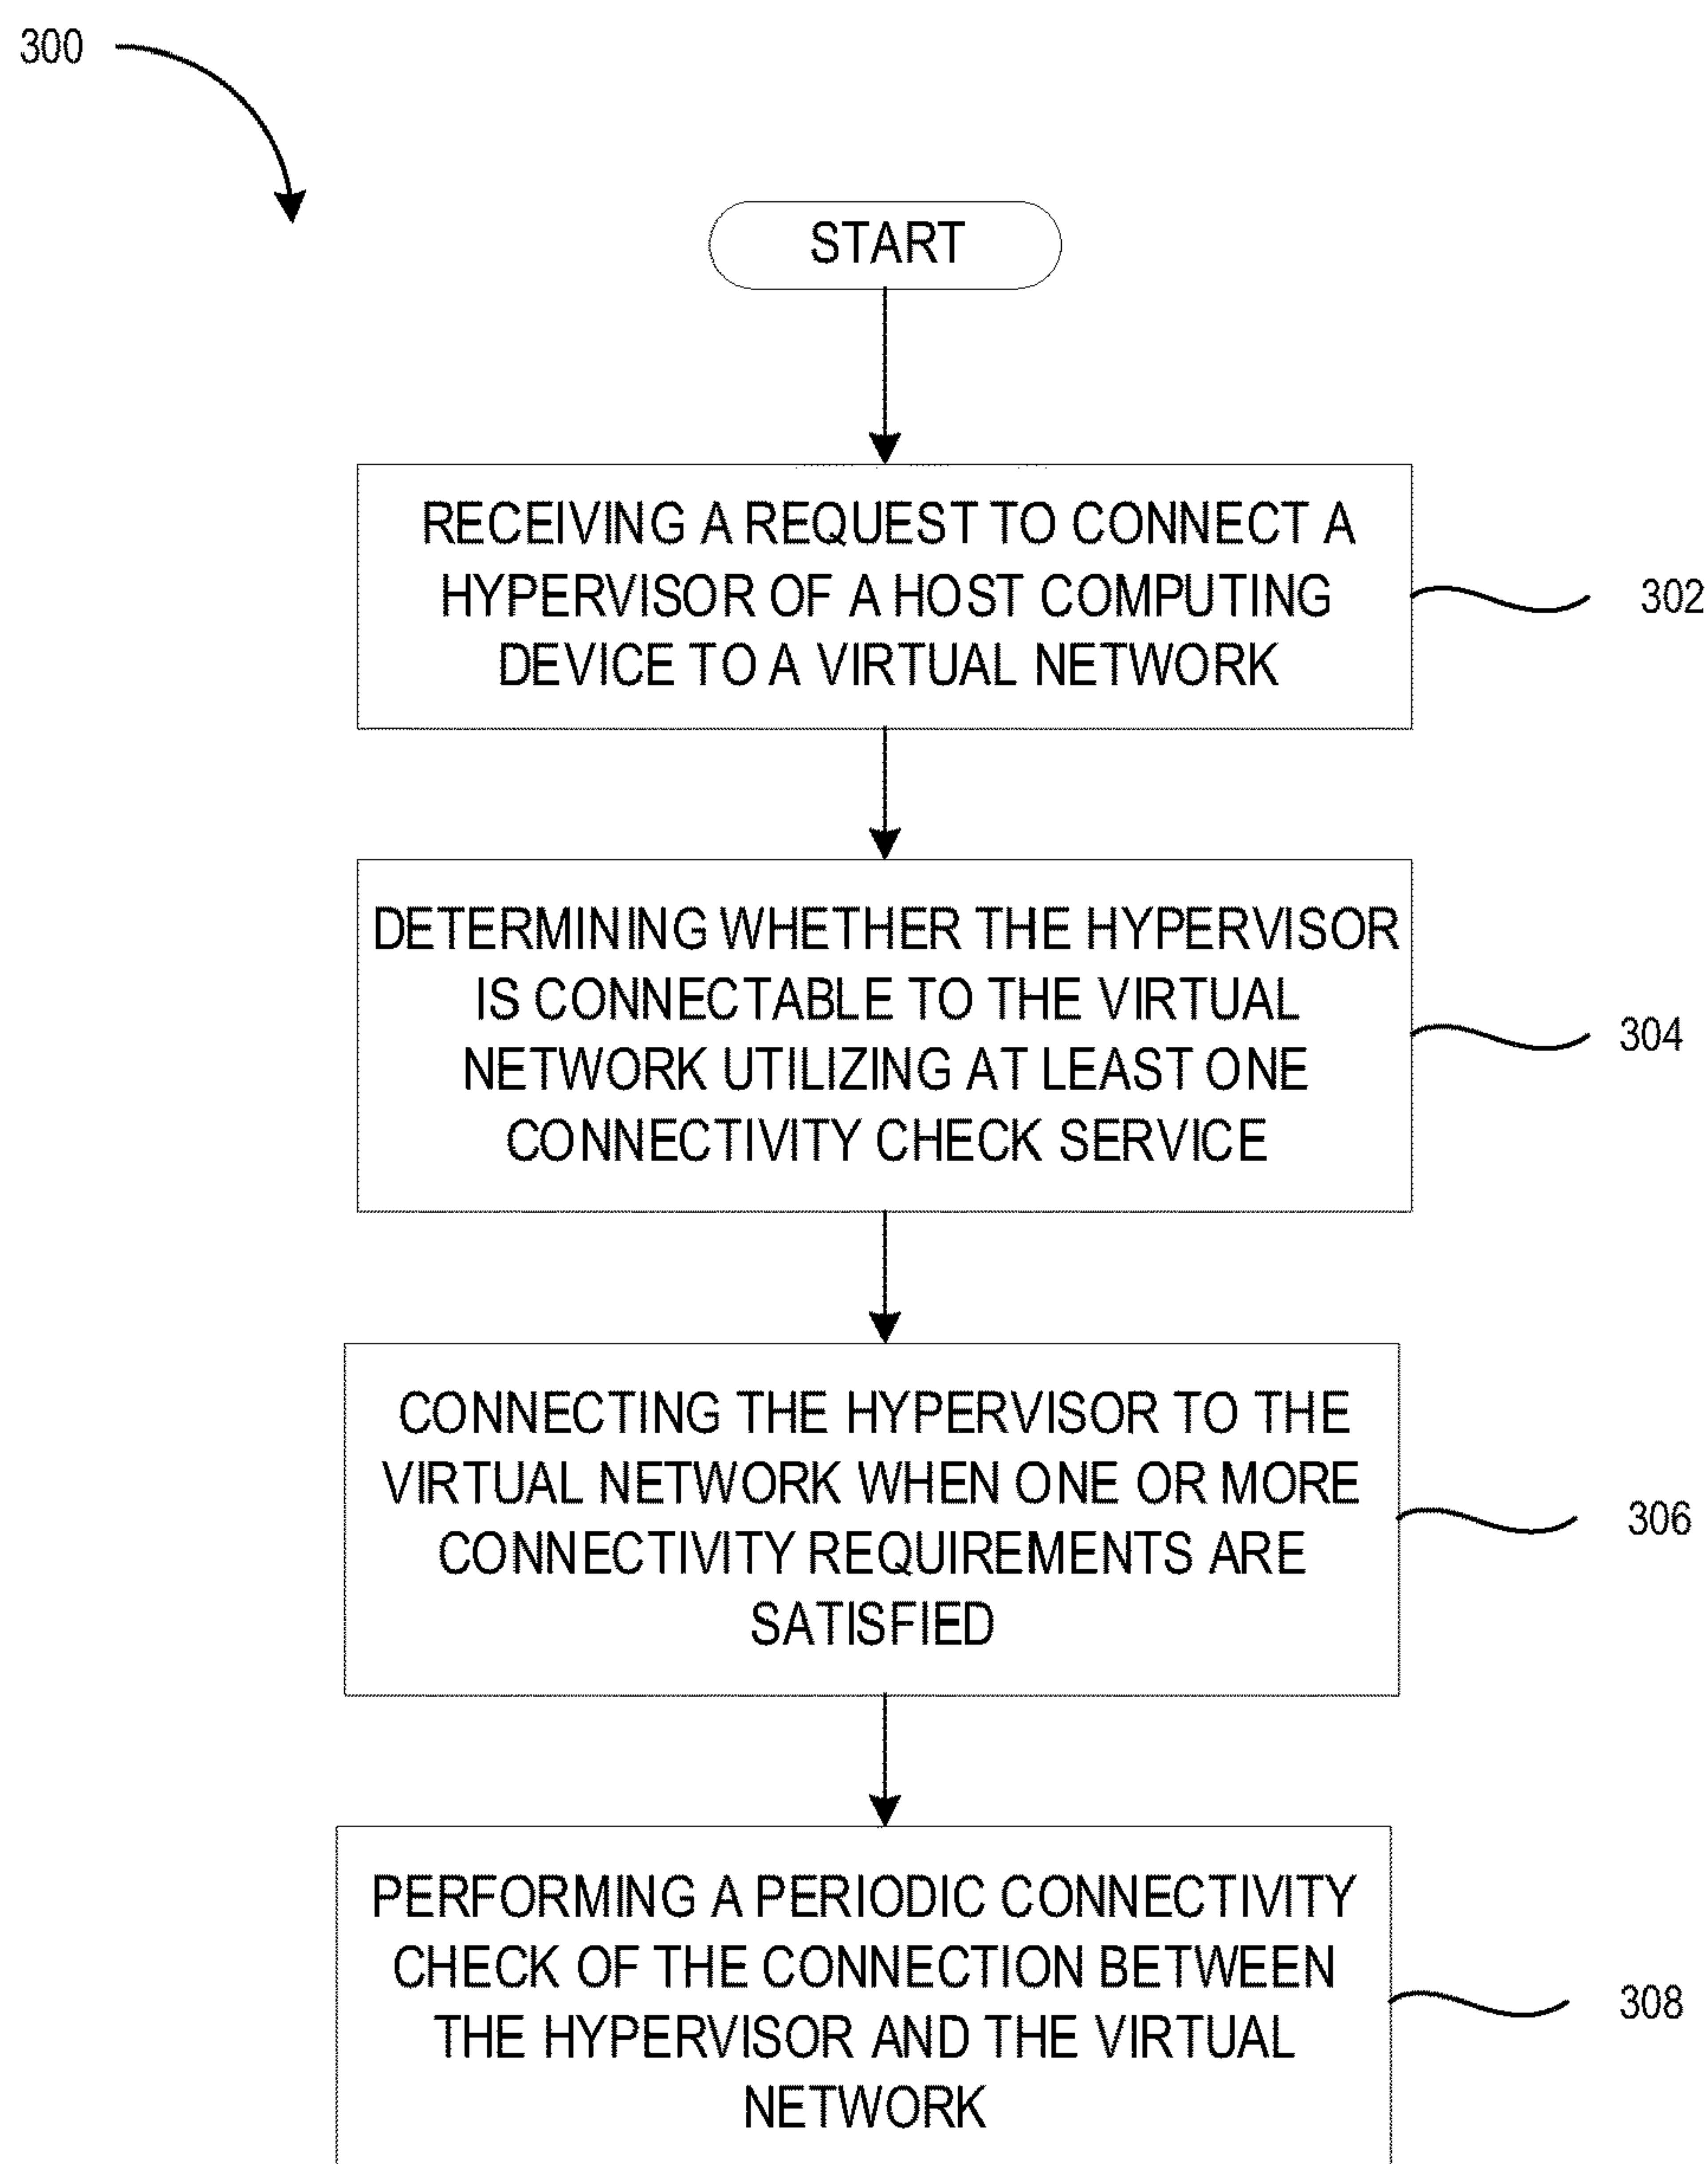 300
START
RECEIVING A REQUEST TO CONNECT A
HYPERVISOR OF A HOST COMPUTING
DEVICE TO A VIRTUAL NETWORK
302
DETERMINING WHETHER THE HYPERVISOR
IS CONNECTABLE TO THE VIRTUAL
NETWORK UTILIZING AT LEAST ONE
CONNECTIVITY CHECK SERVICE
304
CONNECTING THE HYPERVISOR TO THE
VIRTUAL NETWORK WHEN ONE OR MORE
CONNECTIVITY REQUIREMENTS ARE
SATISFIED
306
PERFORMING A PERIODIC CONNECTIVITY
CHECK OF THE CONNECTION BETWEEN
THE HYPERVISOR AND THE VIRTUAL
NETWORK
308